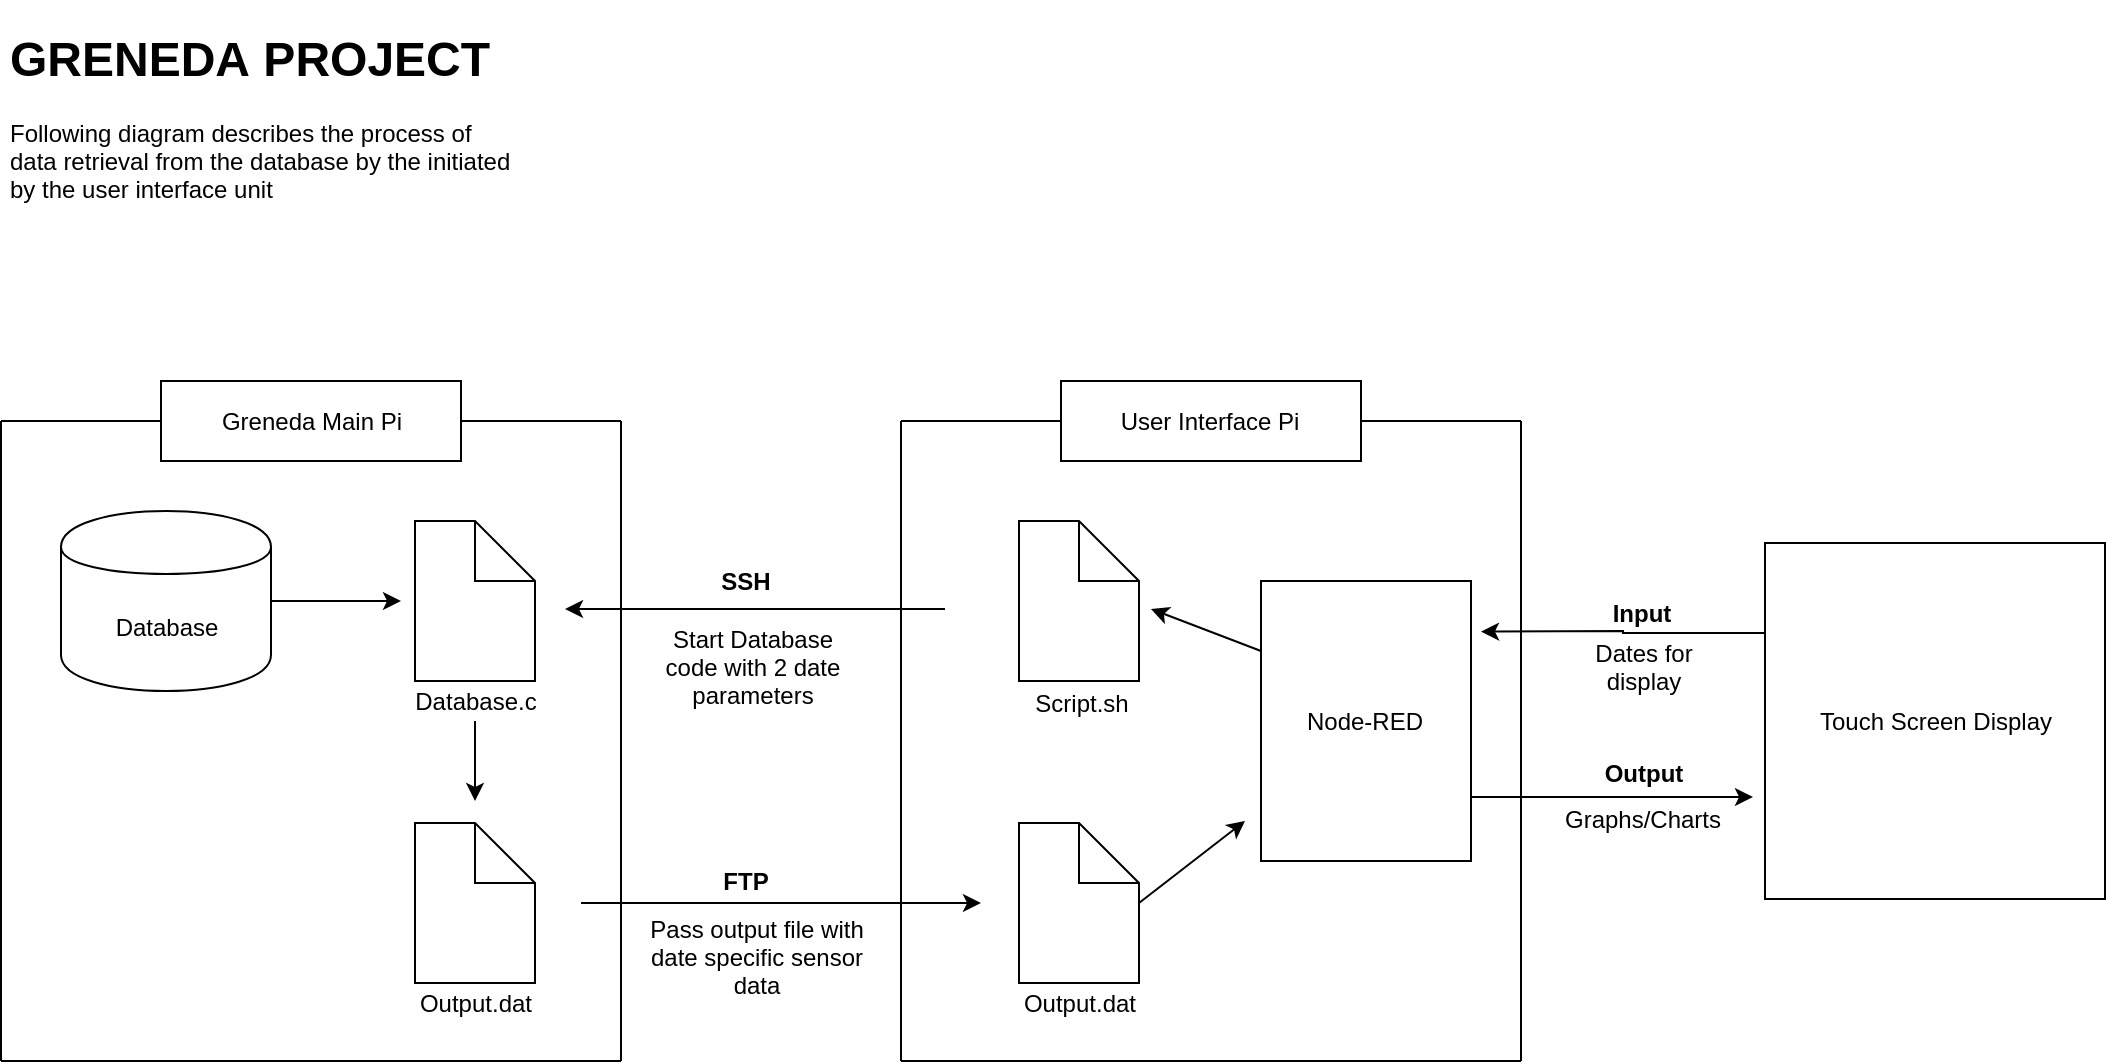 GRENEDA PROJECT
Following diagram describes the process of
data retrieval from the database by the initiated
by the user interface unit
Greneda Main Pi
User Interface Pi
Database
Database.c
Output.dat
SSH
Start Database
code with 2 date
parameters
FTP
Pass output file with
date specific sensor
data
Script.sh
Output.dat
Node-RED
Input
Dates for
display
Output
Graphs/Charts
Touch Screen Display